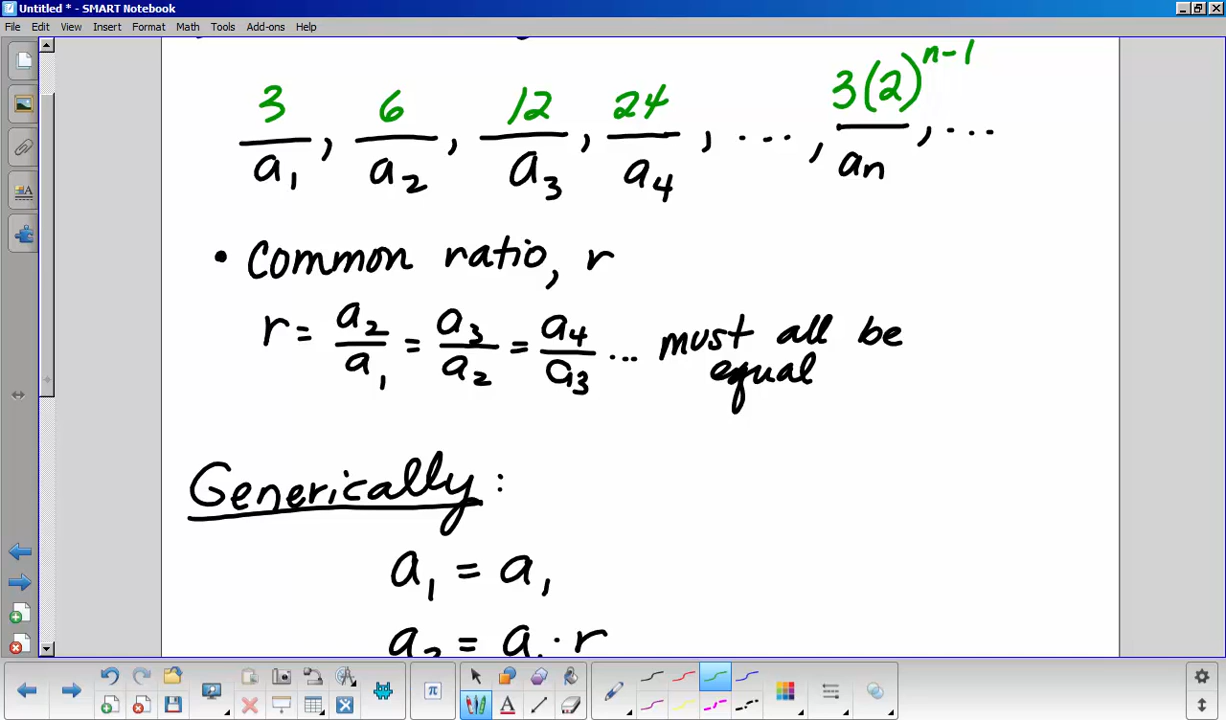 Untitled * - SMART Notebook
File Edit View Insert Format Math Tools Add-ons Help
3 6 12 24 3(2)^{n-1}
a₁, a₂, a₃, a₄, ..., aₙ, ...
• Common ratio, r
r = a₂/a₁ = a₃/a₂ = a₄/a₃ ... must all be
equal
Generically:
a₁ = a₁
a₂ = a₁ · r
π
A